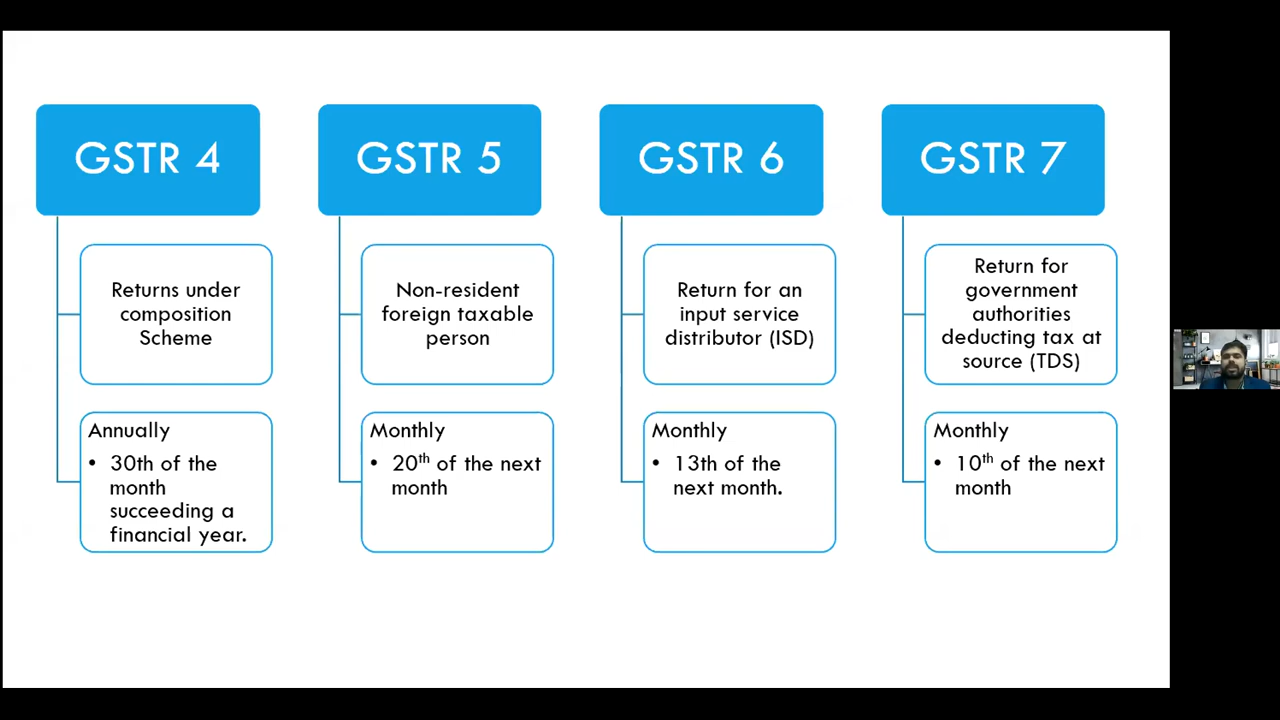 GSTR 4
Returns under
composition
Scheme
Annually
• 30th of the
month
succeeding a
financial year.
GSTR 5
Non-resident
foreign taxable
person
Monthly
• 20th of the next
month
GSTR 6
Return for an
input service
distributor (ISD)
Monthly
• 13th of the
next month.
GSTR 7
Return for
government
authorities
deducting tax at
source (TDS)
Monthly
• 10th of the next
month